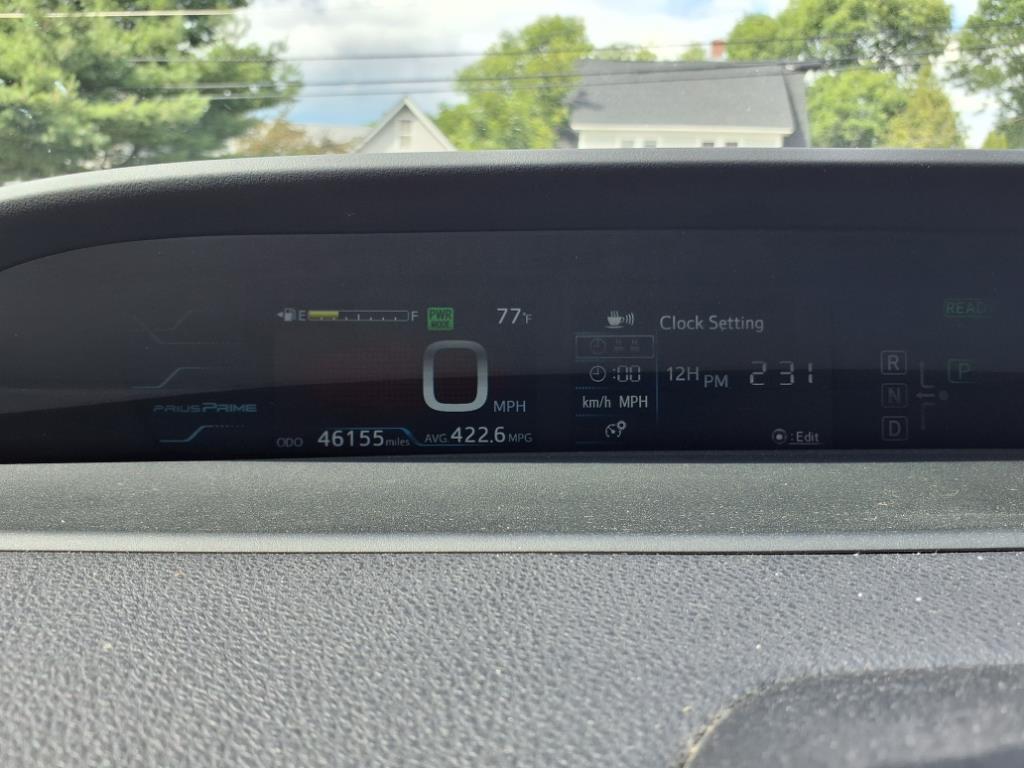 E F
PWR
MODE
77°F
Clock Setting
READY
0
MPH
:00
12H PM 2 31
R
P
PRIUS PRIME
km/h MPH
N
ODO 46155 miles AVG 422.6 MPG
:Edit
D